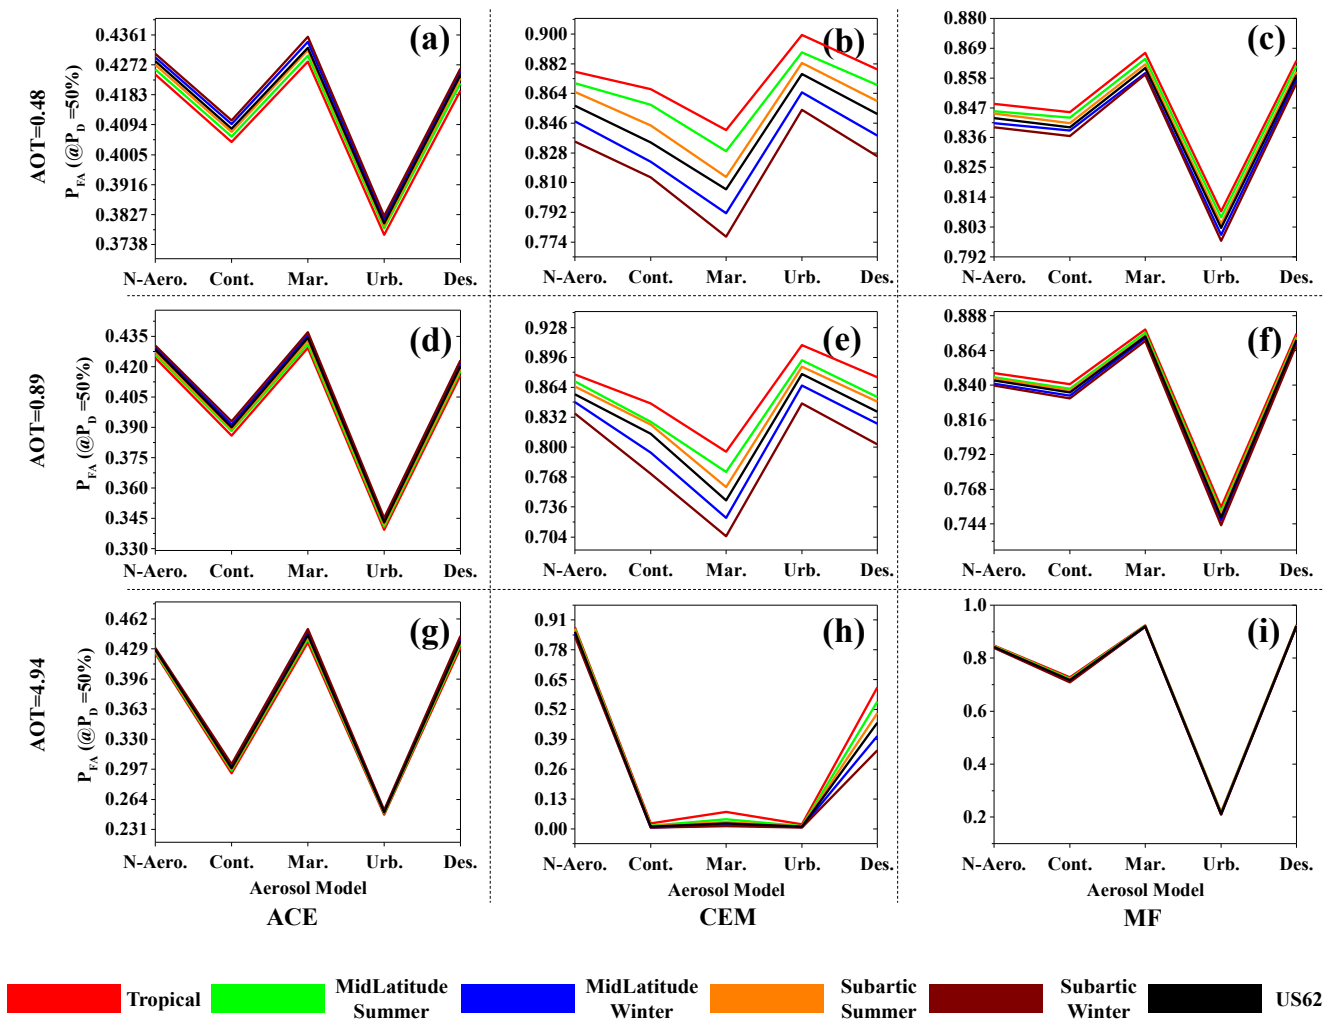 AOT=0.48
P_FA (@P_D =50%)
0.4361
0.4272
0.4183
0.4094
0.4005
0.3916
0.3827
0.3738
(a)
N-Aero. Cont. Mar. Urb. Des.
0.900
0.882
0.864
0.846
0.828
0.810
0.792
0.774
(b)
N-Aero. Cont. Mar. Urb. Des.
0.880
0.869
0.858
0.847
0.836
0.825
0.814
0.803
0.792
(c)
N-Aero. Cont. Mar. Urb. Des.
AOT=0.89
P_FA (@P_D =50%)
0.435
0.420
0.405
0.390
0.375
0.360
0.345
0.330
(d)
N-Aero. Cont. Mar. Urb. Des.
0.928
0.896
0.864
0.832
0.800
0.768
0.736
0.704
(e)
N-Aero. Cont. Mar. Urb. Des.
0.888
0.864
0.840
0.816
0.792
0.768
0.744
(f)
N-Aero. Cont. Mar. Urb. Des.
AOT=4.94
P_FA (@P_D =50%)
0.462
0.429
0.396
0.363
0.330
0.297
0.264
0.231
(g)
N-Aero. Cont. Mar. Urb. Des.
Aerosol Model
ACE
0.91
0.78
0.65
0.52
0.39
0.26
0.13
0.00
(h)
N-Aero. Cont. Mar. Urb. Des.
Aerosol Model
CEM
1.0
0.8
0.6
0.4
0.2
(i)
N-Aero. Cont. Mar. Urb. Des.
Aerosol Model
MF
Tropical
MidLatitude
Summer
MidLatitude
Winter
Subartic
Summer
Subartic
Winter
US62